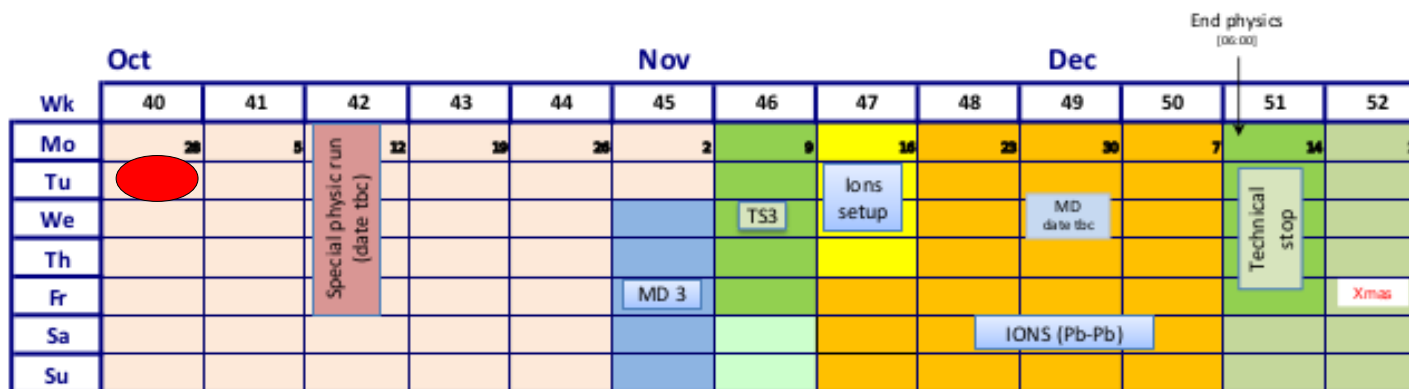 End physics
[06:00]
Oct Nov Dec
Wk 40 41 42 43 44 45 46 47 48 49 50 51 52
Mo 28 5 12 19 26 2 9 16 23 30 7 14
Tu
We
Th
Fr
Sa
Su
Special physic run
(date tbc)
MD 3
TS3
Ions
setup
MD
date tbc
IONS (Pb-Pb)
Technical
stop
Xmas